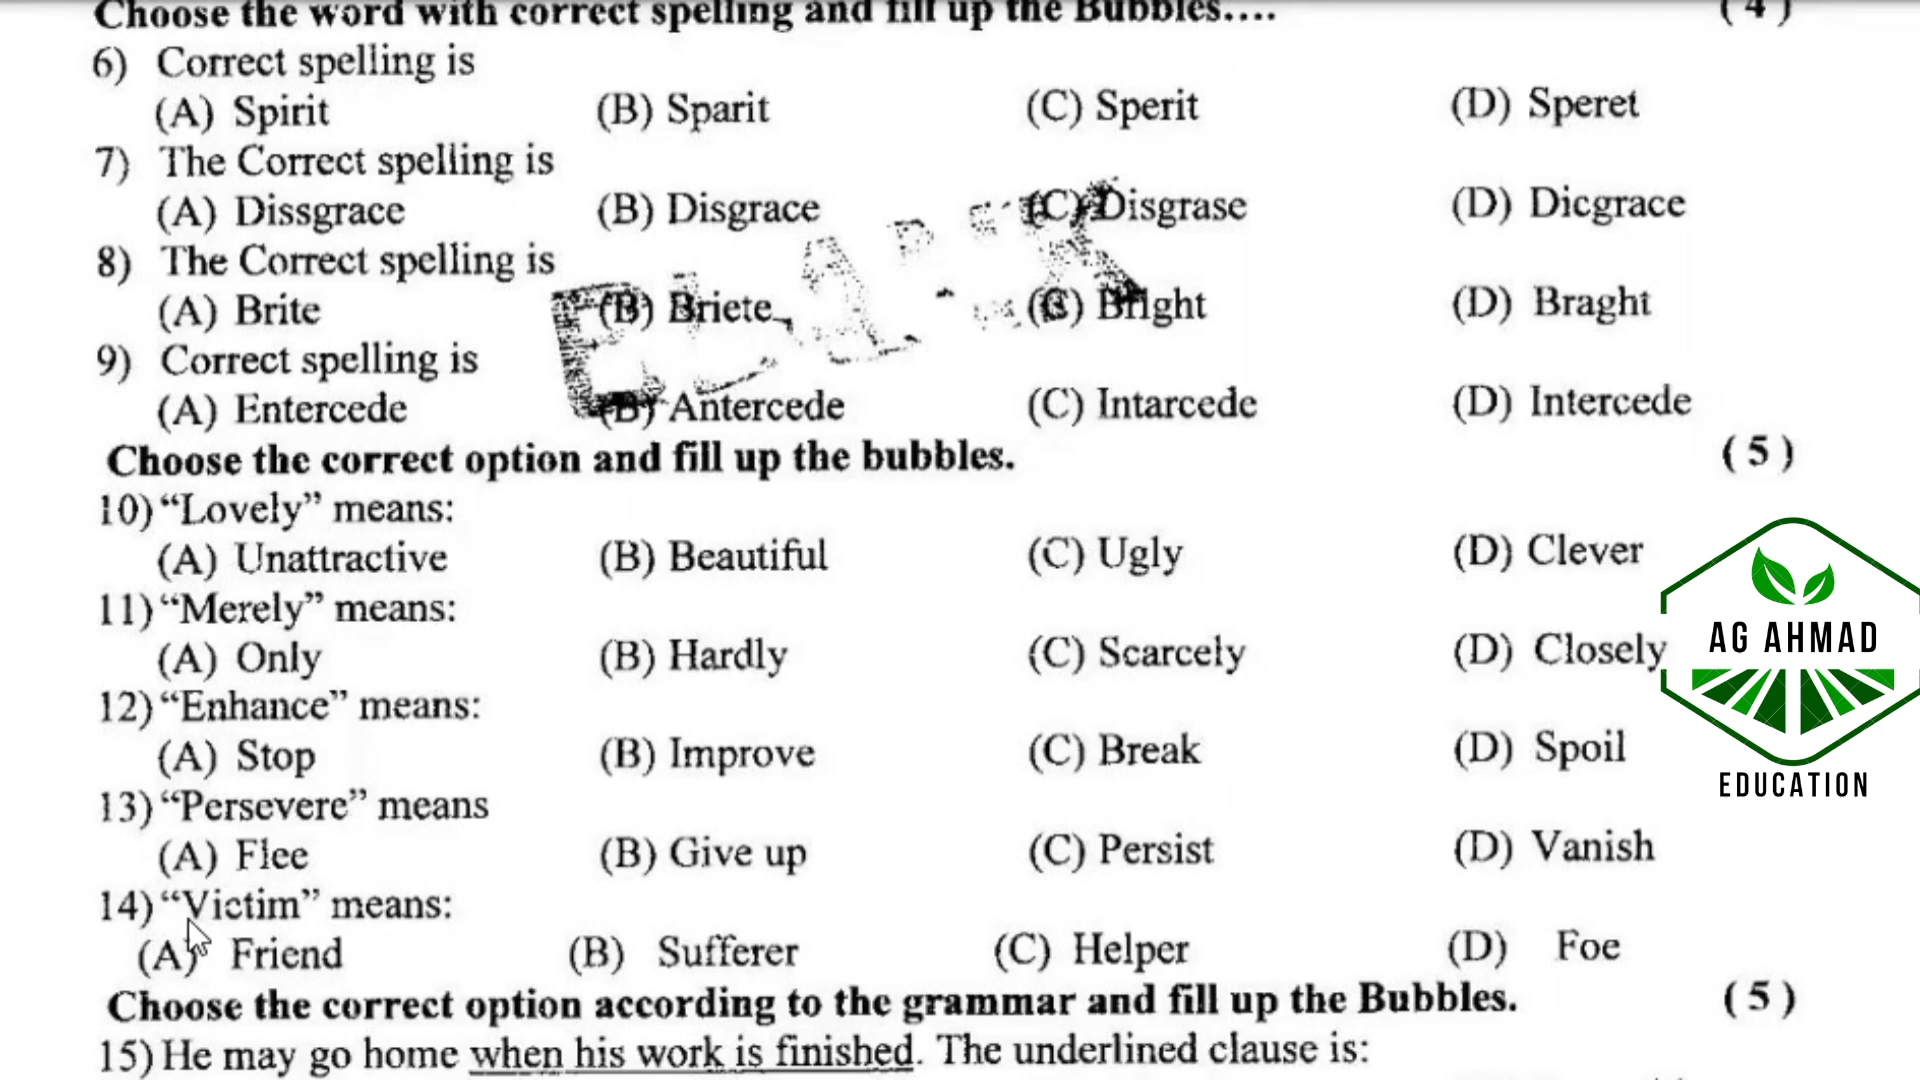 Choose the word with correct spelling and fill up the Bubbles.... (4)
6) Correct spelling is
(A) Spirit (B) Sparit (C) Sperit (D) Speret
7) The Correct spelling is
(A) Dissgrace (B) Disgrace (C) Disgrase (D) Dicgrace
8) The Correct spelling is
(A) Brite (B) Briete (C) Bright (D) Braght
9) Correct spelling is
(A) Entercede (B) Antercede (C) Intarcede (D) Intercede
Choose the correct option and fill up the bubbles. (5)
10) “Lovely” means:
(A) Unattractive (B) Beautiful (C) Ugly (D) Clever
11) “Merely” means:
(A) Only (B) Hardly (C) Scarcely (D) Closely
12) “Enhance” means:
(A) Stop (B) Improve (C) Break (D) Spoil
13) “Persevere” means
(A) Flee (B) Give up (C) Persist (D) Vanish
14) “Victim” means:
(A) Friend (B) Sufferer (C) Helper (D) Foe
Choose the correct option according to the grammar and fill up the Bubbles. (5)
15) He may go home when his work is finished. The underlined clause is:
AG AHMAD
EDUCATION